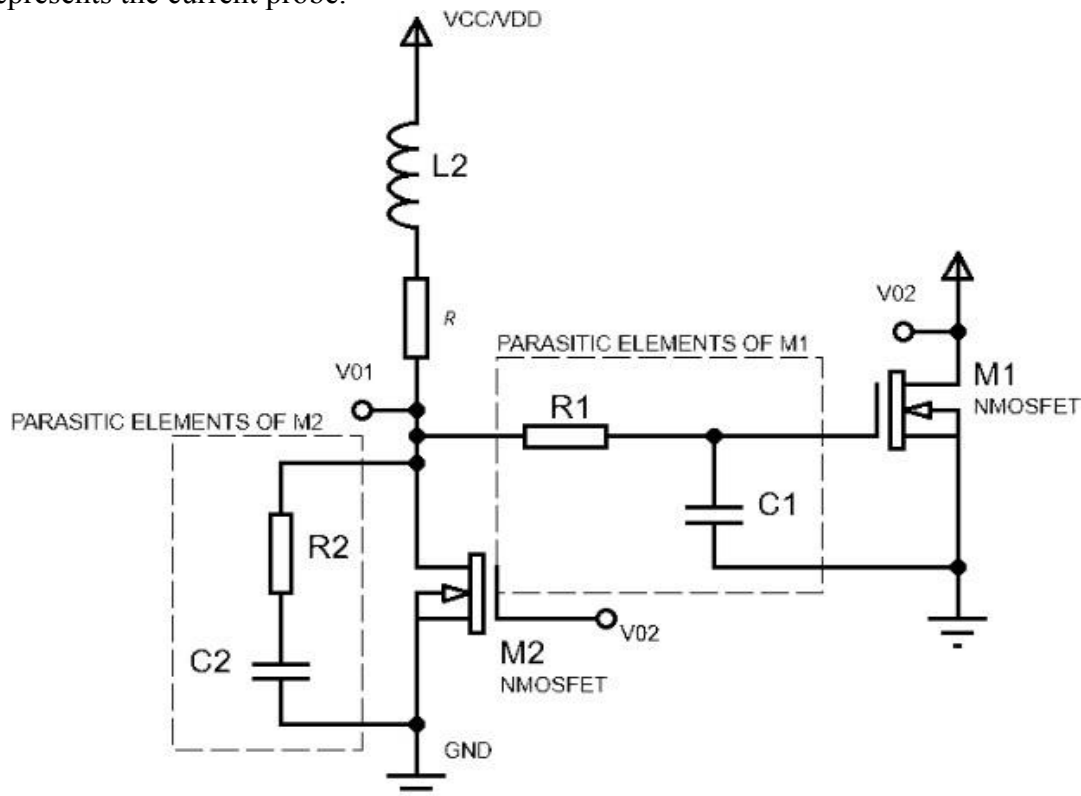 epresents the current probe.
VCC/VDD
L2
R
V02
PARASITIC ELEMENTS OF M1
M1
NMOSFET
V01
R1
PARASITIC ELEMENTS OF M2
C1
R2
C2
M2
NMOSFET
V02
GND